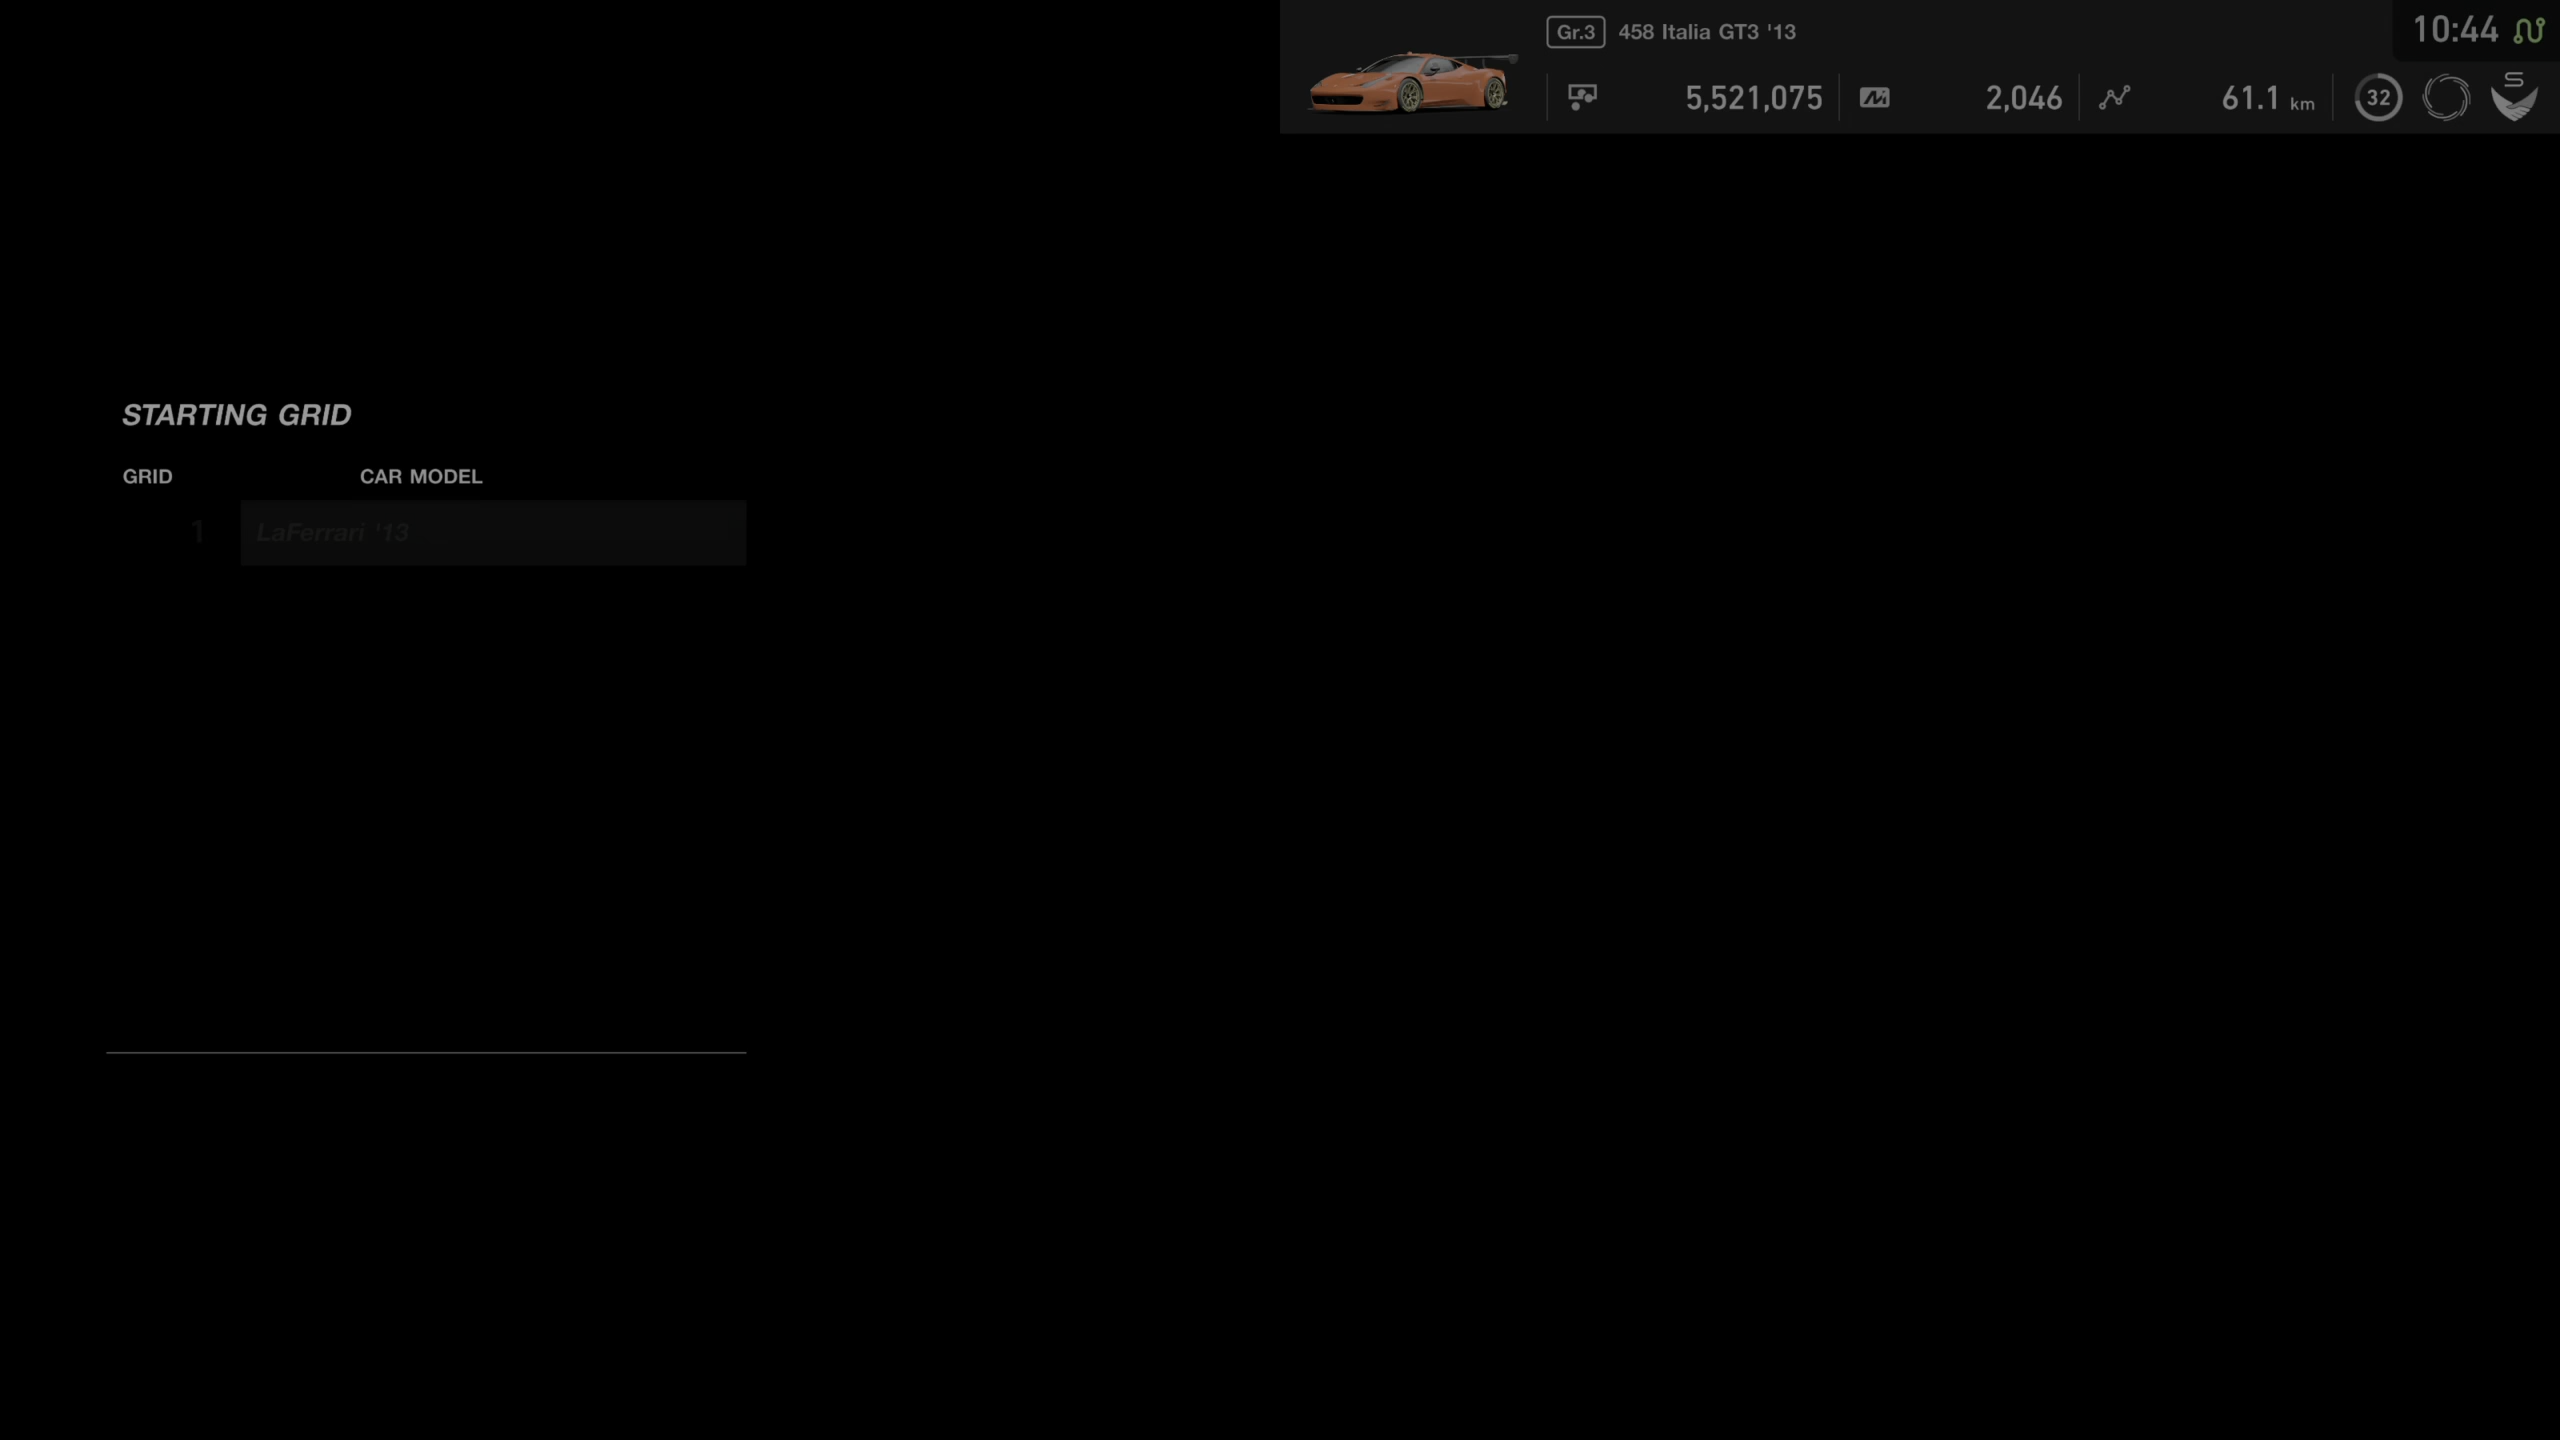 10:44
Gr.3 458 Italia GT3 '13
5,521,075 2,046 61.1 km 32 S
STARTING GRID
GRID CAR MODEL
1 LaFerrari '13